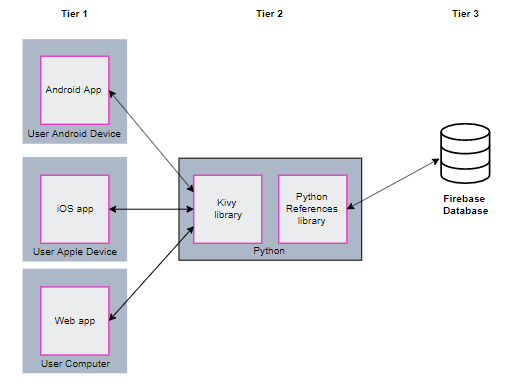 Tier 1
Tier 2
Tier 3
Android App
User Android Device
iOS app
User Apple Device
Web app
User Computer
Kivy
library
Python
References
library
Python
Firebase
Database